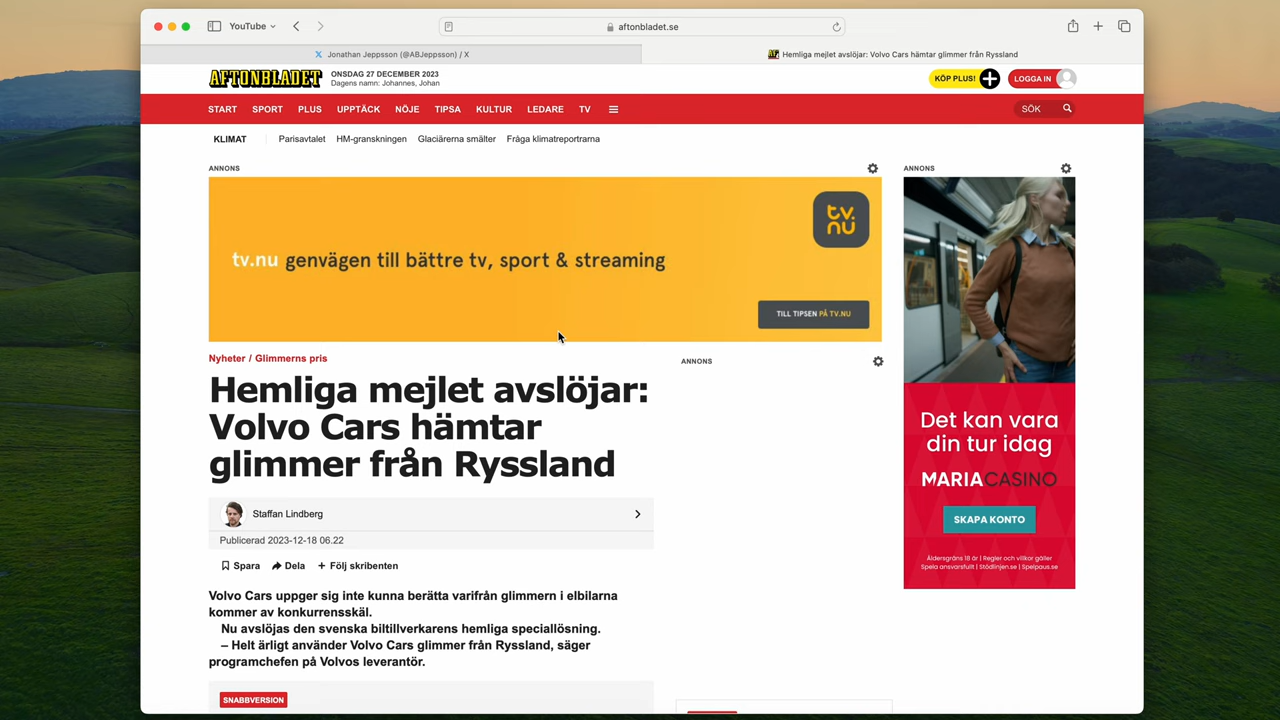 YouTube
aftonbladet.se
Jonathan Jeppsson (@ABJeppsson) / X
Hemliga mejlet avslöjar: Volvo Cars hämtar glimmer från Ryssland
AFTONBLADET
ONSDAG 27 DECEMBER 2023
Dagens namn: Johannes, Johan
KÖP PLUS!
LOGGA IN
START SPORT PLUS UPPTÄCK NÖJE TIPSA KULTUR LEDARE TV
SÖK
KLIMAT Parisavtalet HM-granskningen Glaciärerna smälter Fråga klimatreportrarna
ANNONS
tv.nu
tv.nu genvägen till bättre tv, sport & streaming
TILL TIPSEN PÅ TV.NU
ANNONS
Det kan vara
din tur idag
MARIACASINO
SKAPA KONTO
Åldersgräns 18 år | Regler och villkor gäller
Spela ansvarsfullt | Stödlinjen.se | Spelpaus.se
Nyheter / Glimmerns pris
ANNONS
Hemliga mejlet avslöjar:
Volvo Cars hämtar
glimmer från Ryssland
Staffan Lindberg
Publicerad 2023-12-18 06.22
Spara Dela + Följ skribenten
Volvo Cars uppger sig inte kunna berätta varifrån glimmern i elbilarna
kommer av konkurrensskäl.
Nu avslöjas den svenska biltillverkarens hemliga speciallösning.
– Helt ärligt använder Volvo Cars glimmer från Ryssland, säger
programchefen på Volvos leverantör.
SNABBVERSION